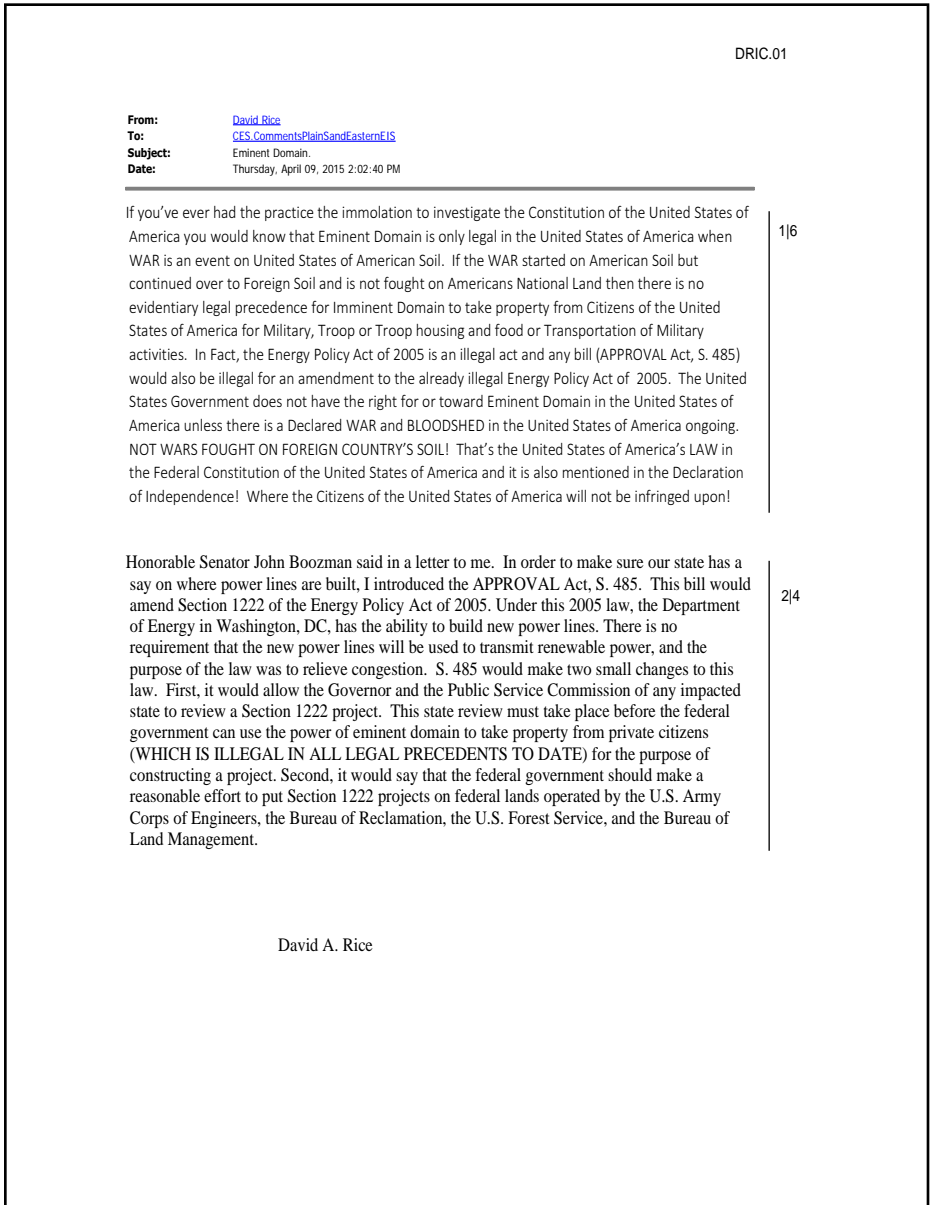 DRIC.01
From: David Rice
To: CES.CommentsPlainSandEasternEIS
Subject: Eminent Domain.
Date: Thursday, April 09, 2015 2:02:40 PM
If you've ever had the practice the immolation to investigate the Constitution of the United States of
America you would know that Eminent Domain is only legal in the United States of America when
WAR is an event on United States of American Soil. If the WAR started on American Soil but
continued over to Foreign Soil and is not fought on Americans National Land then there is no
evidentiary legal precedence for Imminent Domain to take property from Citizens of the United
States of America for Military, Troop or Troop housing and food or Transportation of Military
activities. In Fact, the Energy Policy Act of 2005 is an illegal act and any bill (APPROVAL Act, S. 485)
would also be illegal for an amendment to the already illegal Energy Policy Act of 2005. The United
States Government does not have the right for or toward Eminent Domain in the United States of
America unless there is a Declared WAR and BLOODSHED in the United States of America ongoing.
NOT WARS FOUGHT ON FOREIGN COUNTRY'S SOIL! That's the United States of America's LAW in
the Federal Constitution of the United States of America and it is also mentioned in the Declaration
of Independence! Where the Citizens of the United States of America will not be infringed upon!
1|6
Honorable Senator John Boozman said in a letter to me. In order to make sure our state has a
say on where power lines are built, I introduced the APPROVAL Act, S. 485. This bill would
amend Section 1222 of the Energy Policy Act of 2005. Under this 2005 law, the Department
of Energy in Washington, DC, has the ability to build new power lines. There is no
requirement that the new power lines will be used to transmit renewable power, and the
purpose of the law was to relieve congestion. S. 485 would make two small changes to this
law. First, it would allow the Governor and the Public Service Commission of any impacted
state to review a Section 1222 project. This state review must take place before the federal
government can use the power of eminent domain to take property from private citizens
(WHICH IS ILLEGAL IN ALL LEGAL PRECEDENTS TO DATE) for the purpose of
constructing a project. Second, it would say that the federal government should make a
reasonable effort to put Section 1222 projects on federal lands operated by the U.S. Army
Corps of Engineers, the Bureau of Reclamation, the U.S. Forest Service, and the Bureau of
Land Management.
2|4
David A. Rice